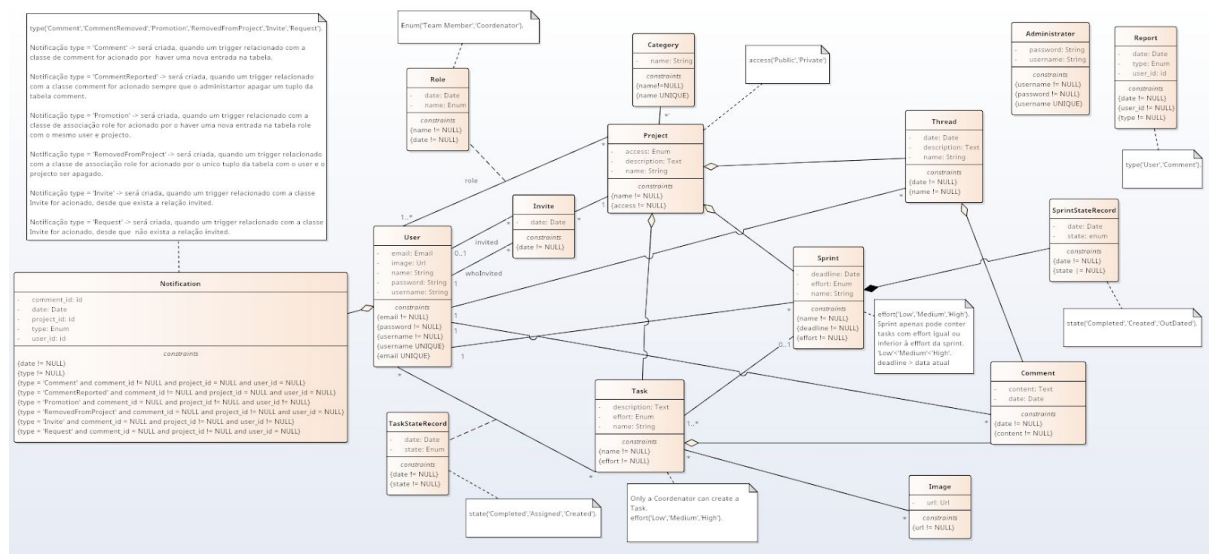 type('Comment','CommentRemoved','Promotion','RemovedFromProject','Invite','Request').
Notificação type = 'Comment' -> será criada, quando um trigger relacionado com a
classe de comment for acionado por haver uma nova entrada na tabela.
Notificação type = 'CommentReported' -> será criada, quando um trigger relacionado
com a classe comment for acionado sempre que o administartor apagar um tuplo da
tabela comment.
Notificação type = 'Promotion' -> será criada, quando um trigger relacionado com a
classe de associação role for acionado por o haver uma nova entrada na tabela role
com o mesmo user e projecto.
Notificação type = 'RemovedFromProject' -> será criada, quando um trigger relacionado
com a classe de associação role for acionado por o unico tuplo da tabela com o user e o
projecto ser apagado.
Notificação type = 'Invite' -> será criada, quando um trigger relacionado com a classe
Invite for acionado, desde que exista a relação invited.
Notificação type = 'Request' -> será criada, quando um trigger relacionado com a classe
Invite for acionado, desde que não exista a relação invited.
Notification
- comment_id: id
- date: Date
- project_id: id
- type: Enum
- user_id: id
constraints
{date != NULL}
{type != NULL}
{type = 'Comment' and comment_id != NULL and project_id = NULL and user_id = NULL}
{type = 'CommentReported' and comment_id != NULL and project_id = NULL and user_id = NULL}
{type = 'Promotion' and comment_id = NULL and project_id != NULL and user_id = NULL}
{type = 'RemovedFromProject' and comment_id = NULL and project_id != NULL and user_id = NULL}
{type = 'Invite' and comment_id = NULL and project_id != NULL and user_id != NULL}
{type = 'Request' and comment_id = NULL and project_id != NULL and user_id = NULL}
Enum('Team Member','Coordenator').
Role
- date: Date
- name: Enum
constraints
{name != NULL}
{date != NULL}
Category
- name: String
constraints
{name!=NULL}
{name UNIQUE}
*
access('Public','Private')
Project
- access: Enum
- description: Text
- name: String
constraints
{name != NULL}
{access != NULL}
*
role
1..*
Invite
- date: Date
constraints
{date != NULL}
*
1
*
*
invited
0..1
whoInvited
1
User
- email: Email
- image: Url
- name: String
- password: String
- username: String
constraints
{email != NULL}
{password != NULL}
{username != NULL}
{username UNIQUE}
{email UNIQUE}
1
1
1
*
Administrator
- password: String
- username: String
constraints
{username != NULL}
{password != NULL}
{username UNIQUE}
Report
- date: Date
- type: Enum
- user_id: id
constraints
{date != NULL}
{user_id != NULL}
{type != NULL}
type('User','Comment').
Thread
- date: Date
- description: Text
- name: String
constraints
{date != NULL}
{name != NULL}
*
SprintStateRecord
- date: Date
- state: enum
constraints
{date != NULL}
{state |= NULL}
state('Completed','Created','OutDated').
Sprint
- deadline: Date
- effort: Enum
- name: String
constraints
{name != NULL}
{deadline != NULL}
{effort != NULL}
*
0..1
effort('Low','Medium','High').
Sprint apenas pode conter
tasks com effort igual ou
inferior à efffort da sprint.
'Low'<'Medium'<'High'.
deadline > data atual
Comment
- content: Text
- date: Date
constraints
{date != NULL}
{content != NULL}
*
Task
- description: Text
- effort: Enum
- name: String
constraints
{name != NULL}
{effort != NULL}
1..*
*
*
TaskStateRecord
- date: Date
- state: Enum
constraints
{date != NULL}
{state != NULL}
state('Completed','Assigned','Created').
Only a Coordenator can create a
Task.
effort('Low','Medium','High').
Image
- url: Url
constraints
{url != NULL}
*